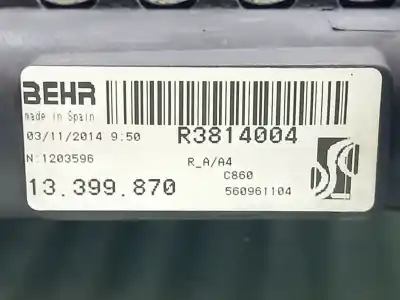 BEHR
made in Spain
03/11/2014 9:50
R3814004
N:1203596
R_A/A4
C860
13.399.870
560961104